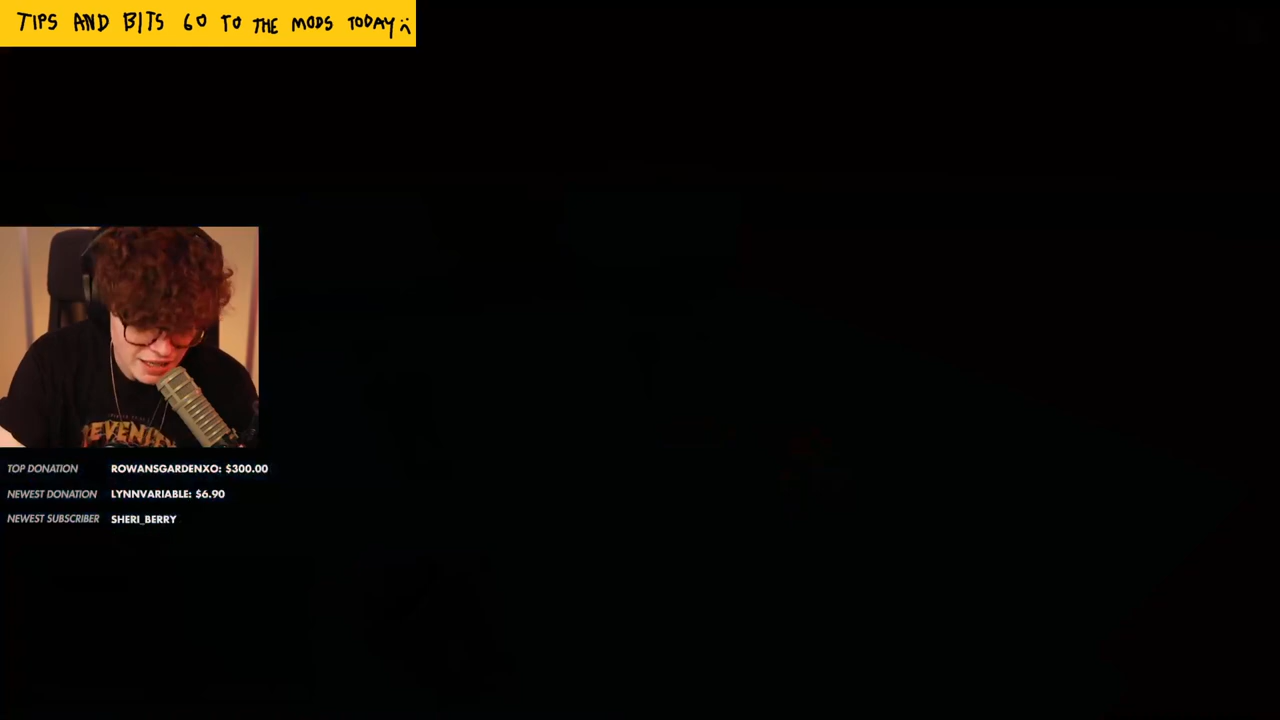 TIPS AND BITS GO TO THE MODS TODAY :(
TOP DONATION ROWANSGARDENXO: $300.00
NEWEST DONATION LYNNVARIABLE: $6.90
NEWEST SUBSCRIBER SHERI_BERRY